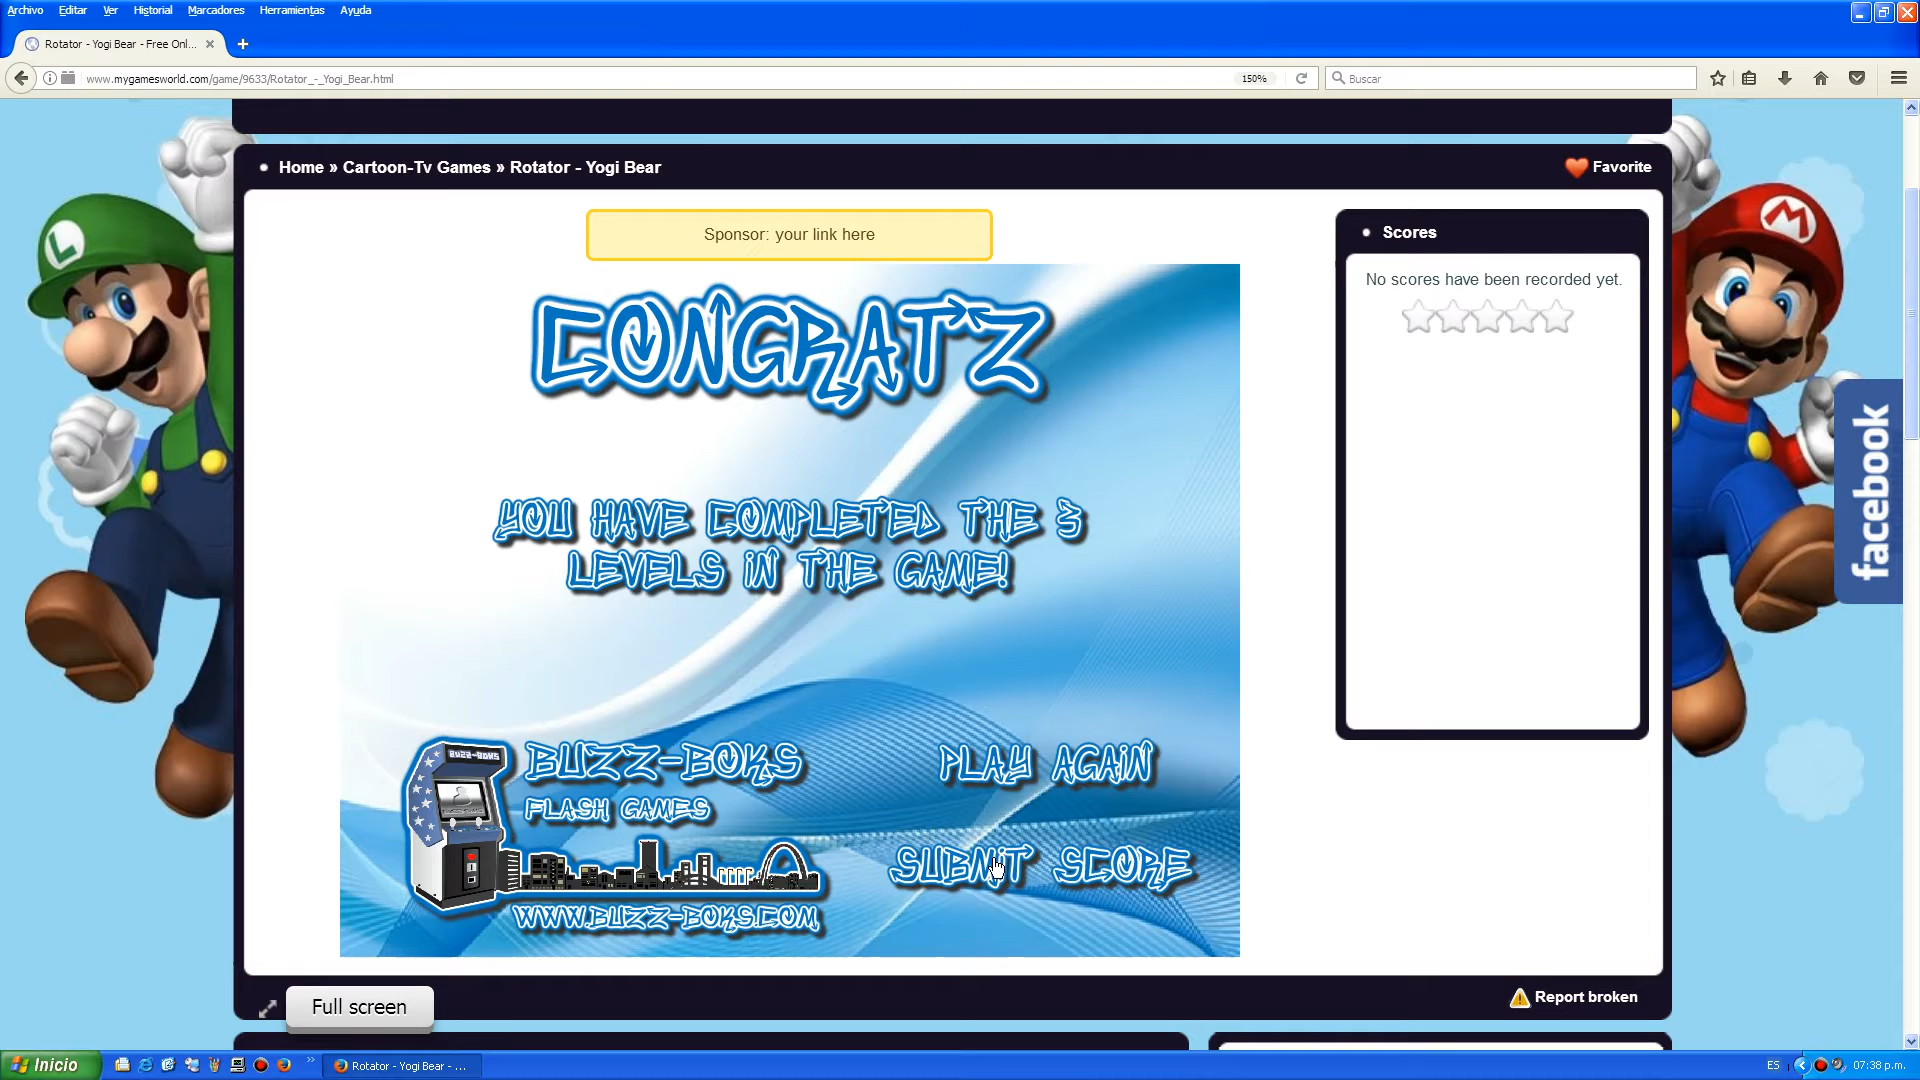 Archivo Editar Ver Historial Marcadores Herramientas Ayuda
Rotator - Yogi Bear - Free Onl...
www.mygamesworld.com/game/9633/Rotator_-_Yogi_Bear.html 150% Buscar
Home » Cartoon-Tv Games » Rotator - Yogi Bear Favorite
Sponsor: your link here
Scores
No scores have been recorded yet.
L
M
CONGRATZ
YOU HAVE COMPLETED THE 3
LEVELS IN THE GAME!
facebook
BUZZ-BOKS
BUZZ-BOKS
FLASH GAMES
WWW.BUZZ-BOKS.COM
PLAY AGAIN
SUBMIT SCORE
Full screen
Report broken
Inicio
Rotator - Yogi Bear - ...
ES 07:38 p.m.